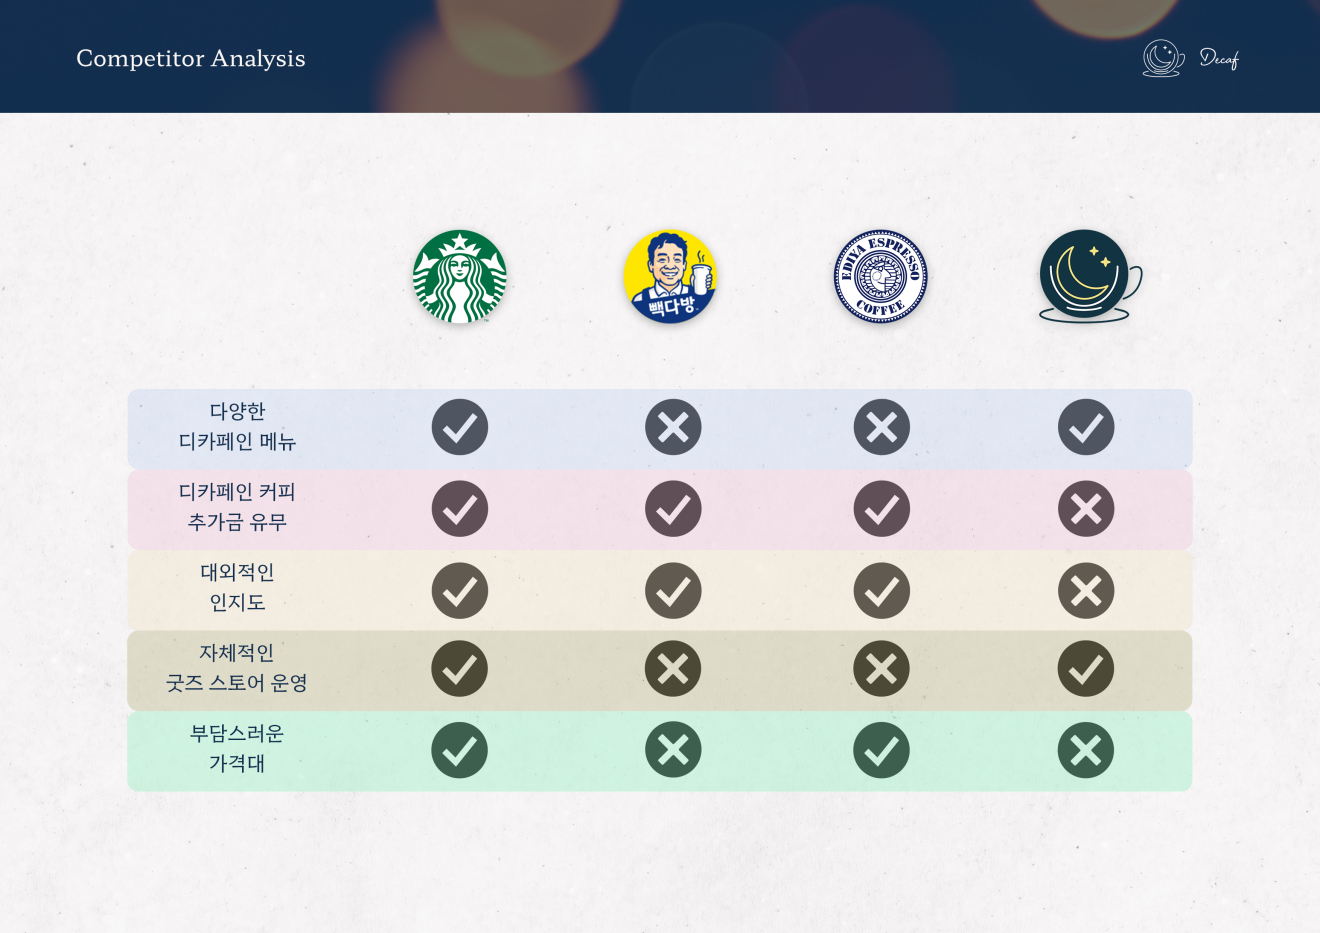 Competitor Analysis
Decaf
EDIYA ESPRESSO
COFFEE
빽다방
TM
다양한
디카페인 메뉴
디카페인 커피
추가금 유무
대외적인
인지도
자체적인
굿즈 스토어 운영
부담스러운
가격대